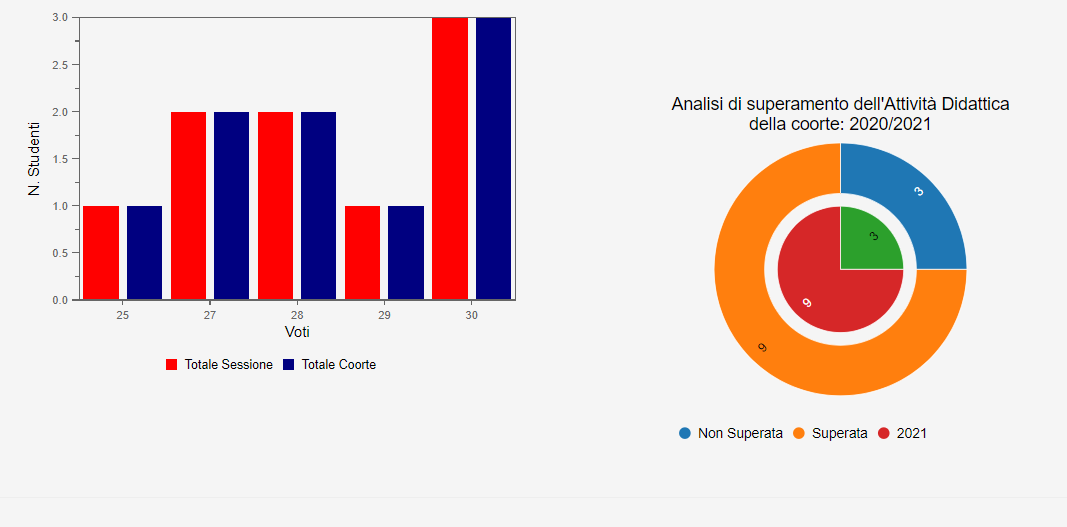 3.0
2.5
2.0
1.5
1.0
0.5
0.0
N. Studenti
25 27 28 29 30
Voti
Totale Sessione Totale Coorte
Analisi di superamento dell'Attività Didattica
della coorte: 2020/2021
3
3
9
9
Non Superata Superata 2021